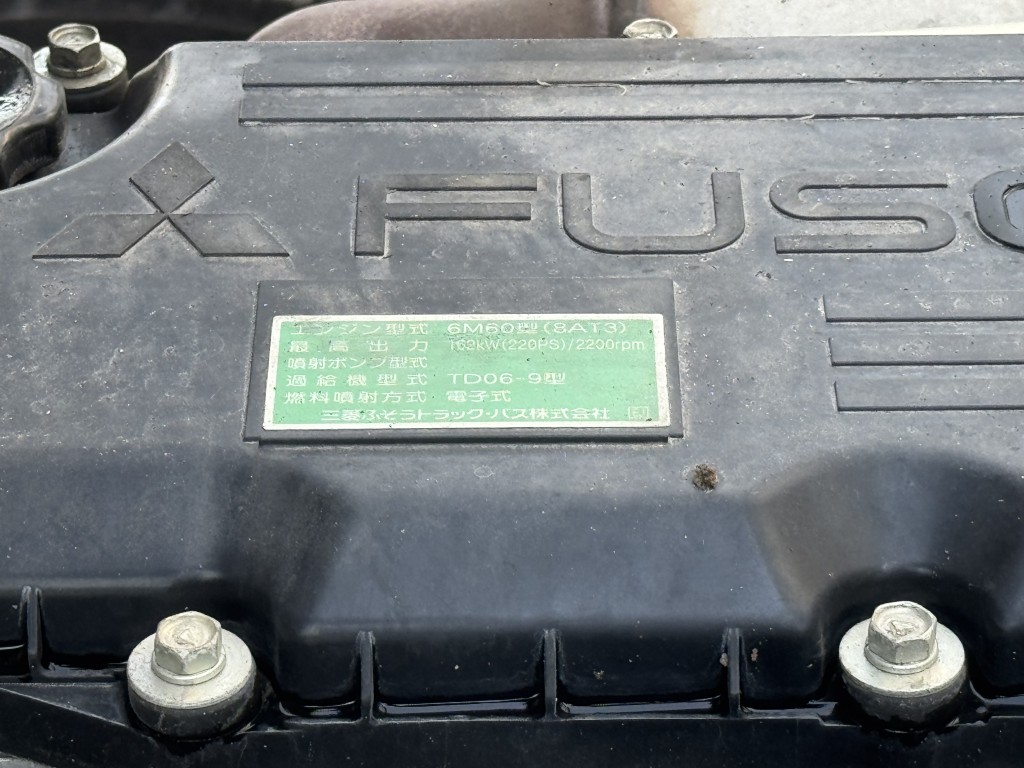 FUSO
エンジン型式 6M60型(8AT3)
最高出力 162kW(220PS)/2200rpm
噴射ポンプ型式
過給機型式 TD06-9型
燃料噴射方式 電子式
三菱ふそうトラック・バス株式会社